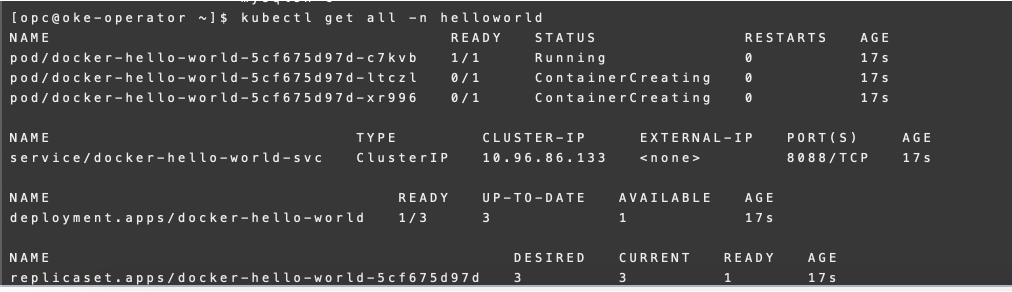 [opc@oke-operator ~]$ kubectl get all -n helloworld
NAME READY STATUS RESTARTS AGE
pod/docker-hello-world-5cf675d97d-c7kvb 1/1 Running 0 17s
pod/docker-hello-world-5cf675d97d-ltczl 0/1 ContainerCreating 0 17s
pod/docker-hello-world-5cf675d97d-xr996 0/1 ContainerCreating 0 17s
NAME TYPE CLUSTER-IP EXTERNAL-IP PORT(S) AGE
service/docker-hello-world-svc ClusterIP 10.96.86.133 <none> 8088/TCP 17s
NAME READY UP-TO-DATE AVAILABLE AGE
deployment.apps/docker-hello-world 1/3 3 1 17s
NAME DESIRED CURRENT READY AGE
replicaset.apps/docker-hello-world-5cf675d97d 3 3 1 17s